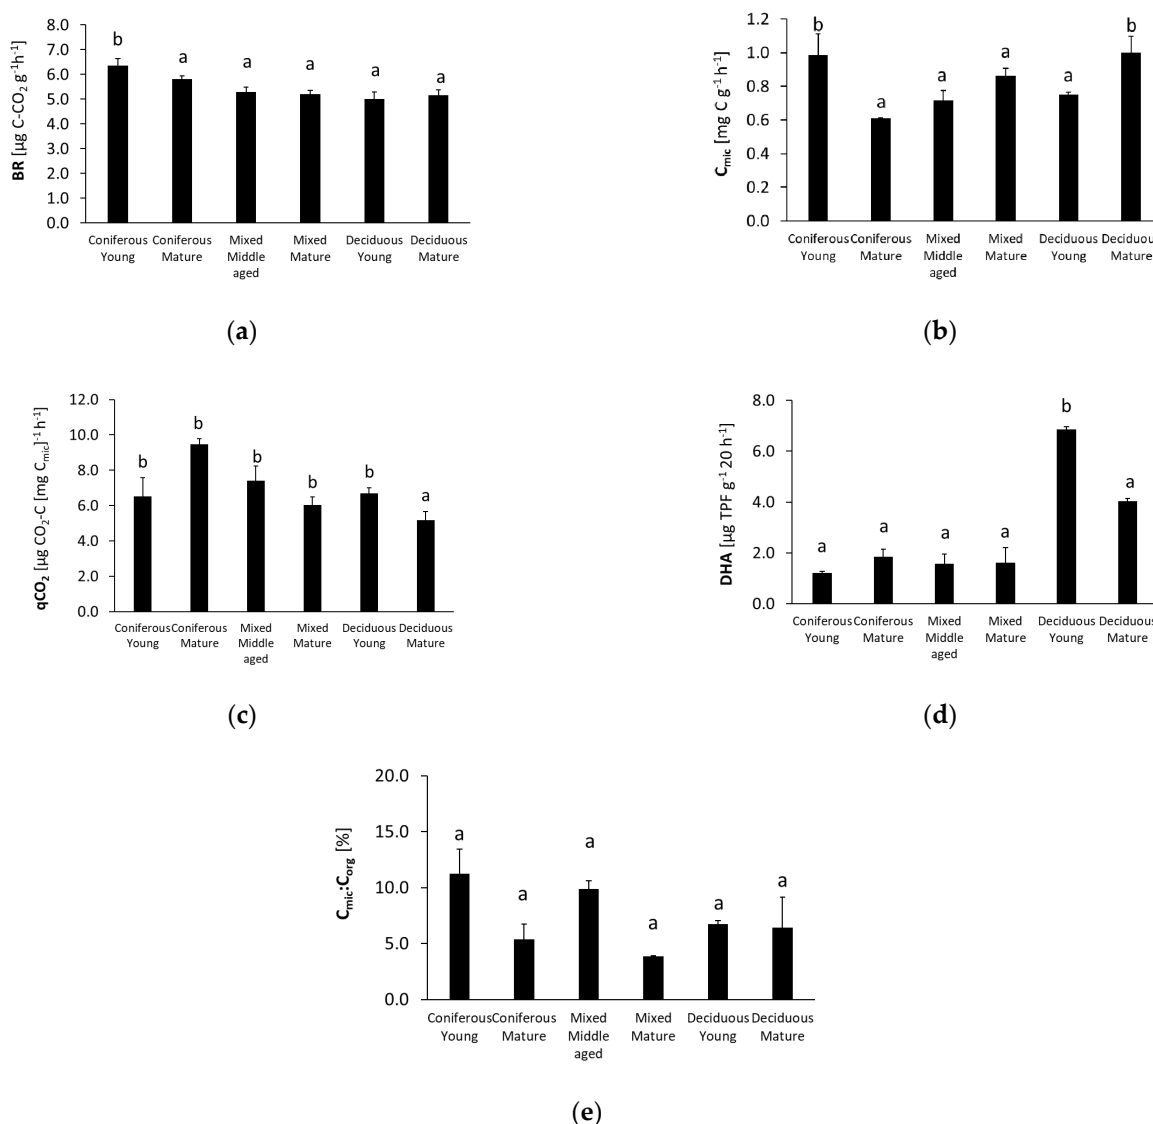 8.0
7.0
6.0
5.0
4.0
3.0
2.0
1.0
0.0
BR [µg C-CO₂ g⁻¹h⁻¹]
b a a a a a
Coniferous Coniferous Mixed Mixed Deciduous Deciduous
Young Mature Middle Mature Young Mature
aged
(a)
1.2
1.0
0.8
0.6
0.4
0.2
0.0
Cmic [mg C g⁻¹ h⁻¹]
b a a a a b
Coniferous Coniferous Mixed Mixed Deciduous Deciduous
Young Mature Middle Mature Young Mature
aged
(b)
12.0
10.0
8.0
6.0
4.0
2.0
0.0
qCO₂ [µg CO₂-C [mg Cmic]⁻¹ h⁻¹]
b b b b b a
Coniferous Coniferous Mixed Mixed Deciduous Deciduous
Young Mature Middle Mature Young Mature
aged
(c)
8.0
6.0
4.0
2.0
0.0
DHA [µg TPF g⁻¹ 20 h⁻¹]
a a a a b a
Coniferous Coniferous Mixed Mixed Deciduous Deciduous
Young Mature Middle Mature Young Mature
aged
(d)
20.0
15.0
10.0
5.0
0.0
Cmic:Corg [%]
a a a a a a
Coniferous Coniferous Mixed Mixed Deciduous Deciduous
Young Mature Middle Mature Young Mature
aged
(e)